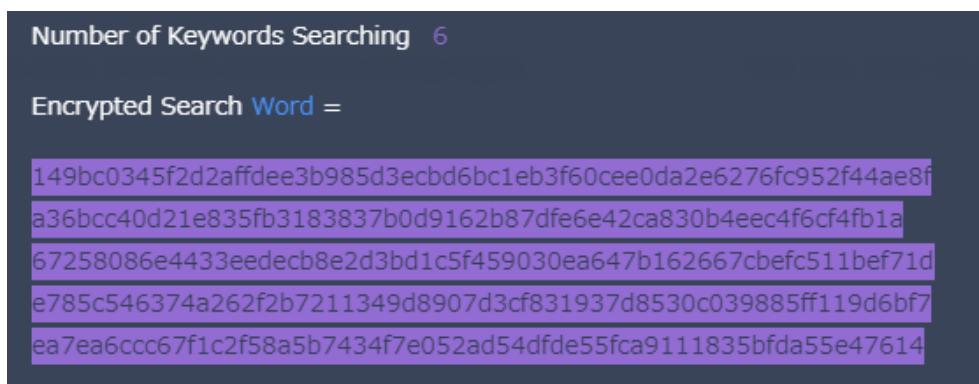 Number of Keywords Searching 6
Encrypted Search Word =
149bc0345f2d2affdee3b985d3ecbd6bc1eb3f60cee0da2e6276fc952f44ae8f
a36bcc40d21e835fb3183837b0d9162b87dfe6e42ca830b4eec4f6cf4fb1a
67258086e4433eedecb8e2d3bd1c5f459030ea647b162667cbefc511bef71d
e785c546374a262f2b7211349d8907d3cf831937d8530c039885ff119d6bf7
ea7ea6ccc67f1c2f58a5b7434f7e052ad54dfde55fca9111835bfda55e47614